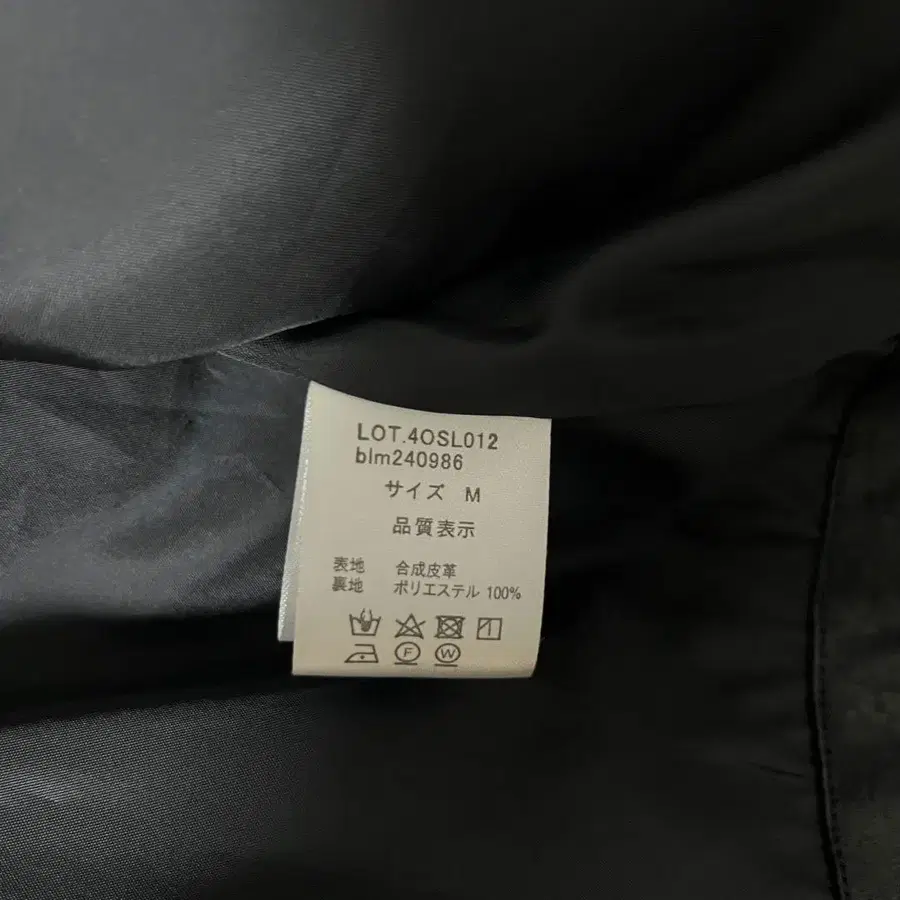 LOT.4OSL012
blm240986
サイズ M
品質表示
表地 合成皮革
裏地 ポリエステル 100%
F W